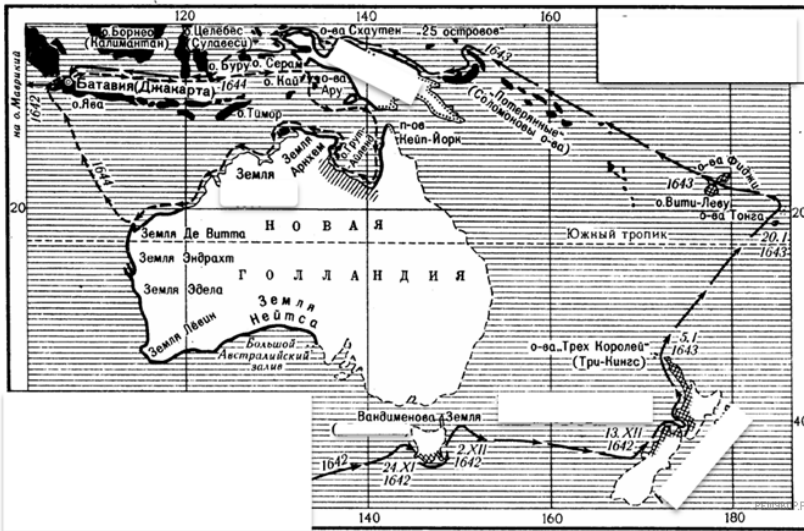 120
140
160
о.Борнео
(Калимантан)
о.Целебес
(Сулавеси)
о-ва Схаутен
„25 островов"
1643
о.Буру
о. Серам
о.Кай
о-ва
Ару
Батавия(Джакарта)
1644
на о.Маврикий
1642
о.Ява
о.Тимор
„Потерянные"
(Соломоновы о-ва)
п-ов
Кейп-Йорк
о.Грут-
Айленд
Земля
Арнхем
Земля
1644
о-ва Фиджи
1643
о.Вити-Леву
о-ва Тонга
20
20
20.I
1643
Южный тропик
Земля Де Витта
НОВАЯ
Земля Эндрахт
ГОЛЛАНДИЯ
Земля Эдела
Земля
Нейтса
Земля Лёвин
Большой
Австралийский
залив
о-ва„Трех Королей"
(Три-Кингс)
5.I
1643
Вандименова Земля
(
40
13.XII
1642
2.XII
1642
24.XI
1642
1642
140
160
180